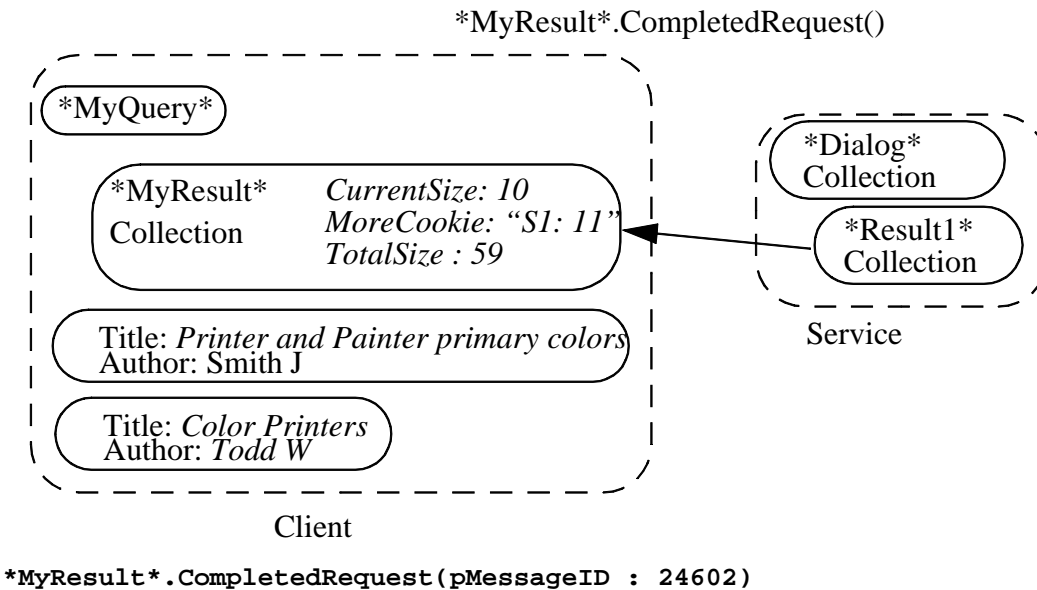 *MyResult*.CompletedRequest()
*MyQuery*
*MyResult*
Collection
CurrentSize: 10
MoreCookie: “S1: 11”
TotalSize : 59
*Dialog*
Collection
*Result1*
Collection
Service
Title: Printer and Painter primary colors
Author: Smith J
Title: Color Printers
Author: Todd W
Client
*MyResult*.CompletedRequest(pMessageID : 24602)